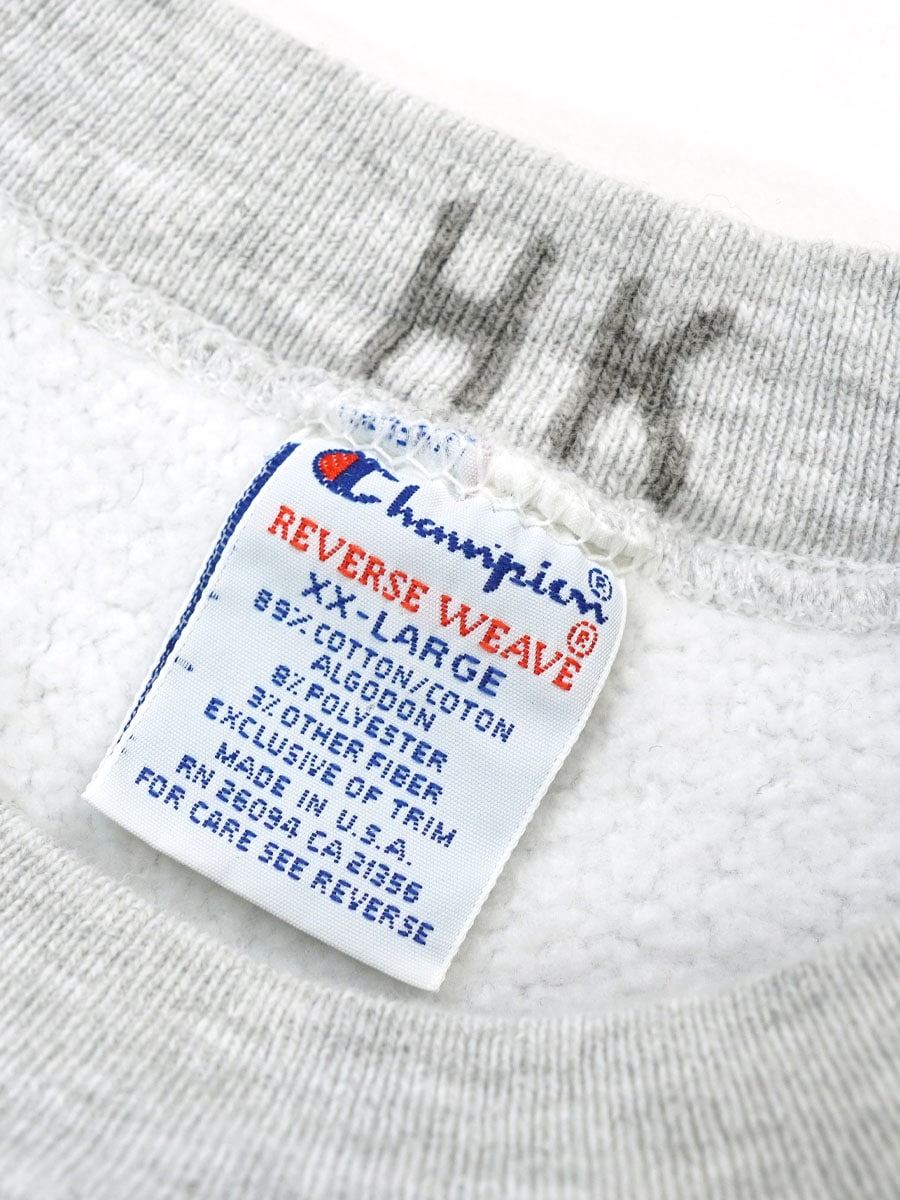 HK
Champion®
REVERSE WEAVE®
XX-LARGE
89% COTTON/COTON
ALGODON
8% POLYESTER
3% OTHER FIBER
EXCLUSIVE OF TRIM
MADE IN U.S.A.
RN 26094 CA 21356
FOR CARE SEE REVERSE